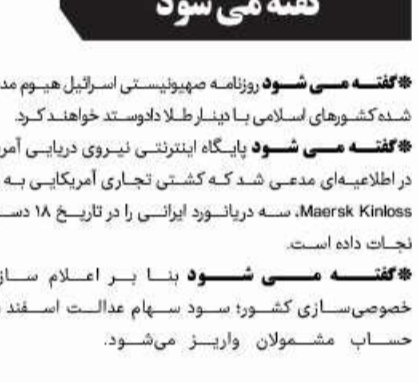 گفته می شود
*گفته می شود روزنامه صهیونیستی اسرائیل هیوم مد
شده کشورهای اسلامی با دینار طلا دادوستد خواهند کرد.
*گفته می شود پایگاه اینترنتی نیروی دریایی آمر
در اطلاعیه‌ای مدعی شد که کشتی تجاری آمریکایی به
Maersk Kinloss، سه دریانورد ایرانی را در تاریخ ۱۸ دسـ
نجات داده است.
*گفته می شود بنا بر اعلام ساز
خصوصی‌سازی کشور؛ سود سهام عدالت اسفند
حساب مشمولان واریز می‌شود.